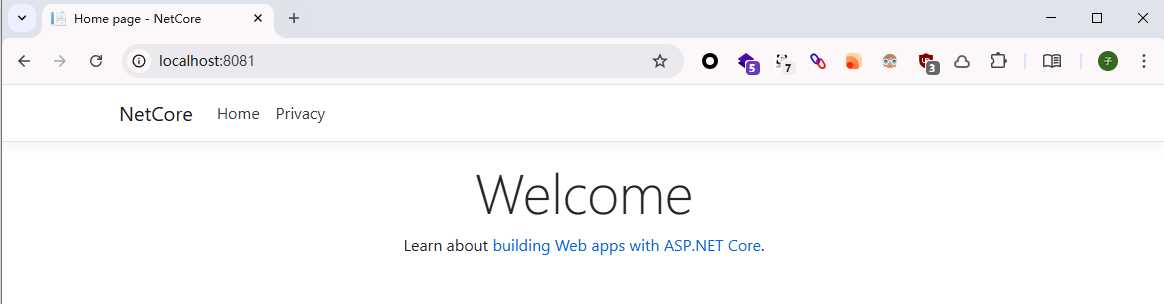 Home page - NetCore
localhost:8081
5
7
3
子
NetCore Home Privacy
Welcome
Learn about building Web apps with ASP.NET Core.